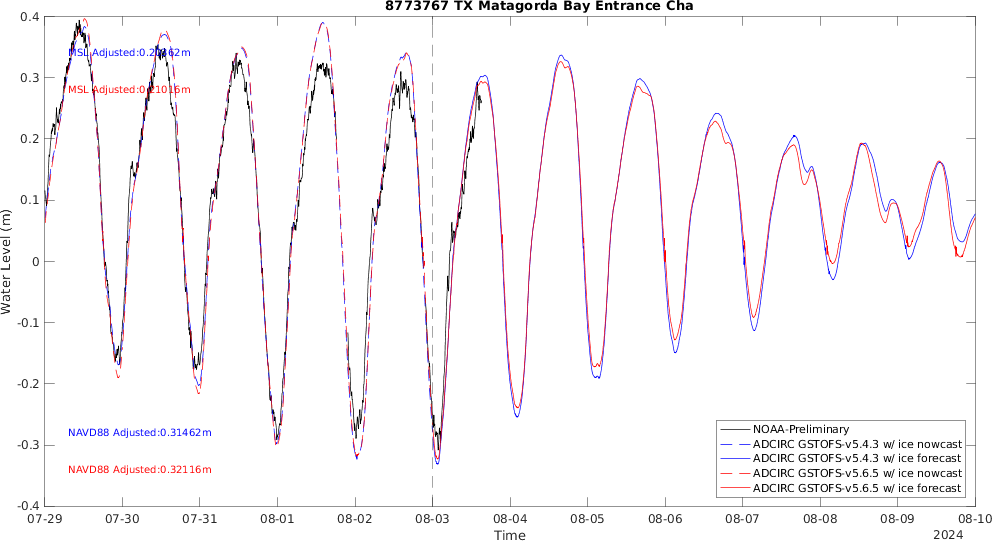 8773767 TX Matagorda Bay Entrance Cha
Water Level (m)
0.4
0.3
0.2
0.1
0
-0.1
-0.2
-0.3
-0.4
MSL Adjusted:
MSL Adjusted:0.21016m
NAVD88 Adjusted:0.31462m
NAVD88 Adjusted:0.32116m
NOAA-Preliminary
ADCIRC GSTOFS-v5.4.3 w/ ice nowcast
ADCIRC GSTOFS-v5.4.3 w/ ice forecast
ADCIRC GSTOFS-v5.6.5 w/ ice nowcast
ADCIRC GSTOFS-v5.6.5 w/ ice forecast
07-29 07-30 07-31 08-01 08-02 08-03 08-04 08-05 08-06 08-07 08-08 08-09 08-10
Time
2024